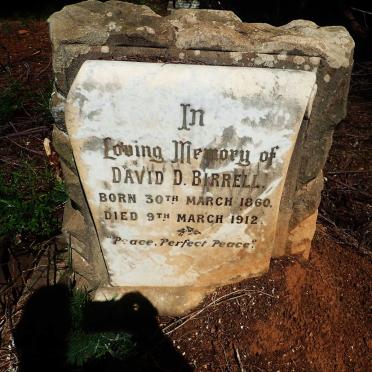 In
Loving Memory of
DAVID D. BIRRELL.
BORN 30TH MARCH 1860.
DIED 9TH MARCH 1912.
"Peace, Perfect Peace."